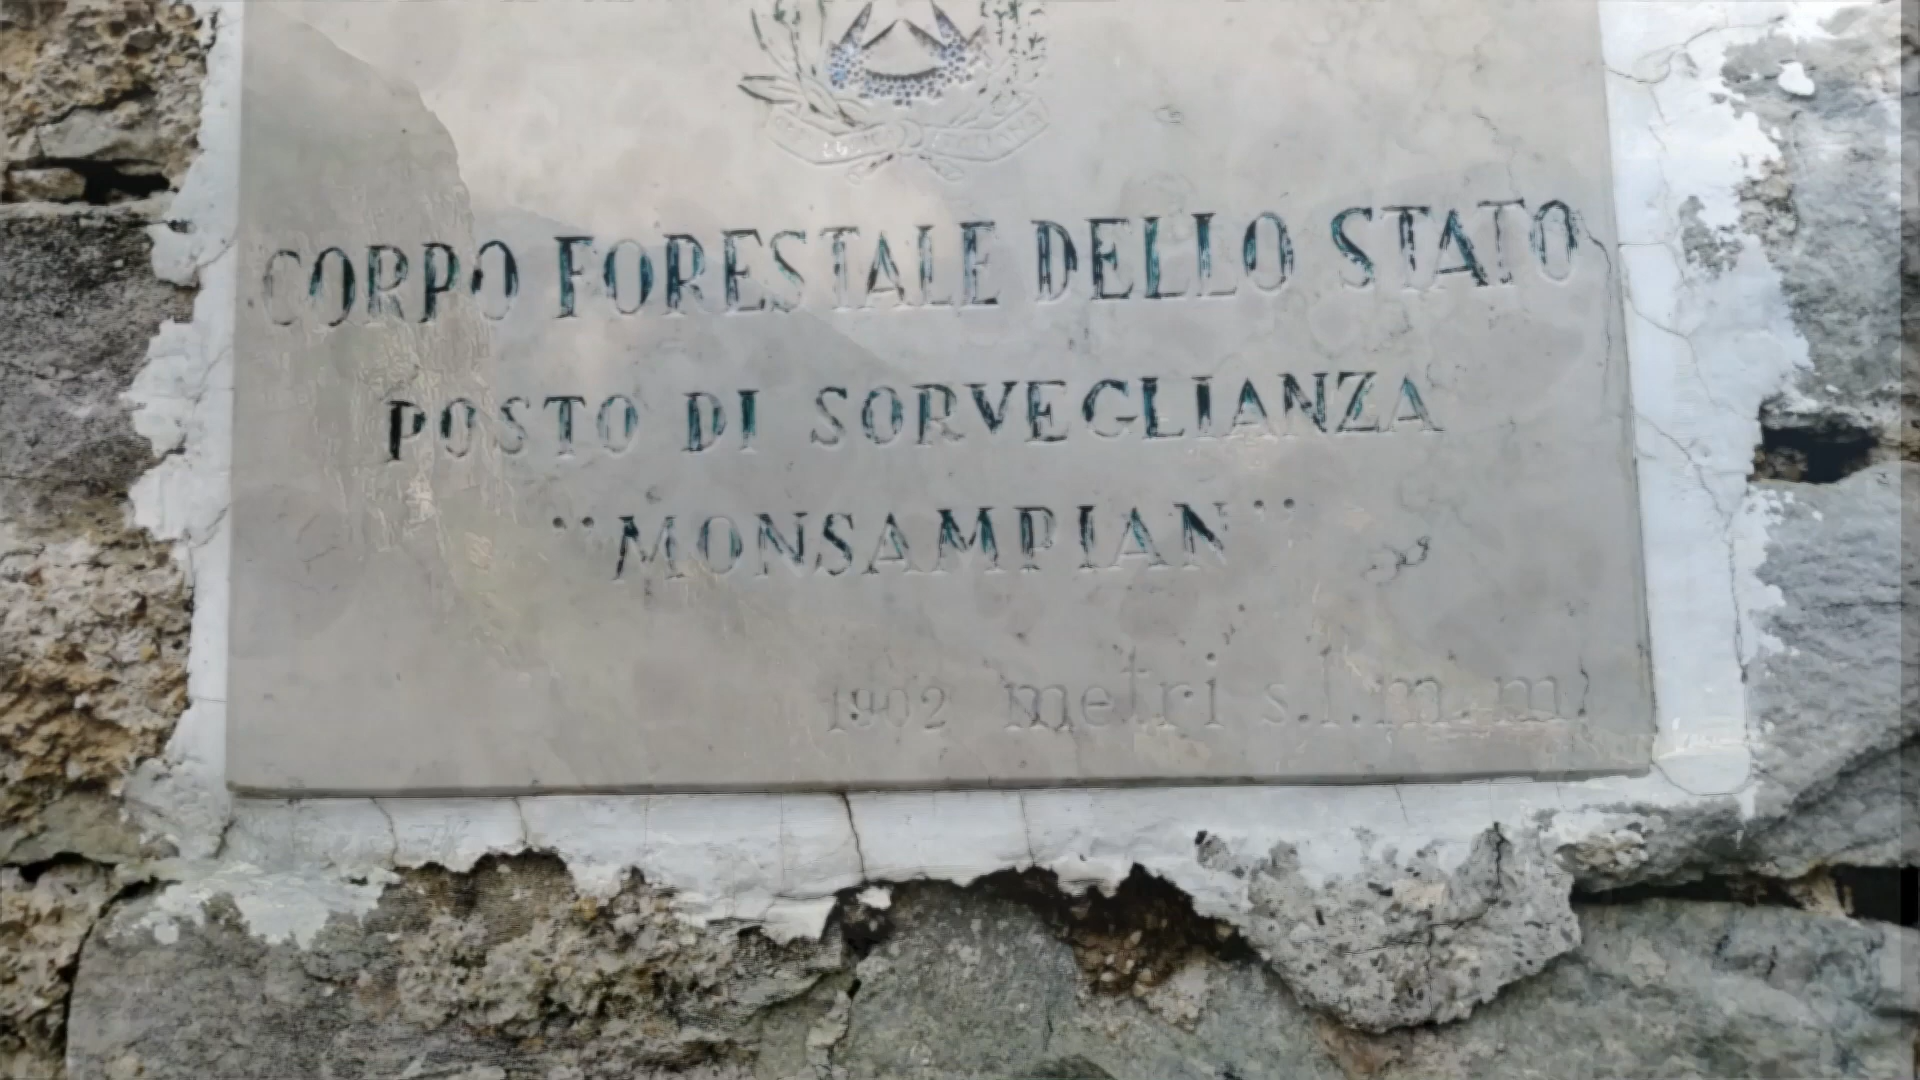 CORPO FORESTALE DELLO STATO
POSTO DI SORVEGLIANZA
"MONSAMPIAN"
1902 metri s.l.m.m.